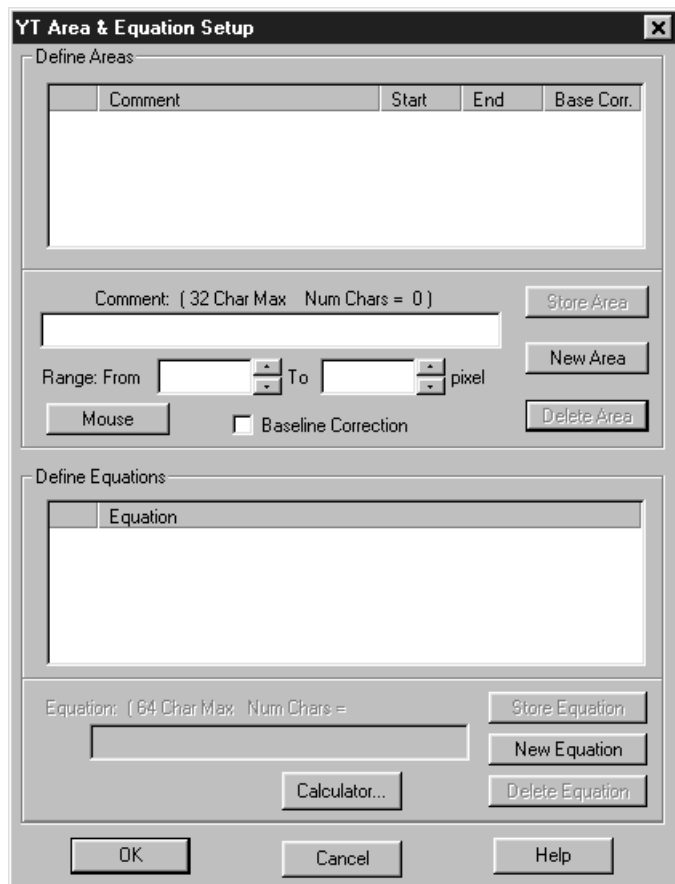 YT Area & Equation Setup
Define Areas
Comment Start End Base Corr.
Comment: ( 32 Char Max Num Chars = 0 )
Store Area
New Area
Range: From To pixel
Mouse
Baseline Correction
Delete Area
Define Equations
Equation
Equation: ( 64 Char Max Num Chars =
Store Equation
New Equation
Calculator...
Delete Equation
OK
Cancel
Help